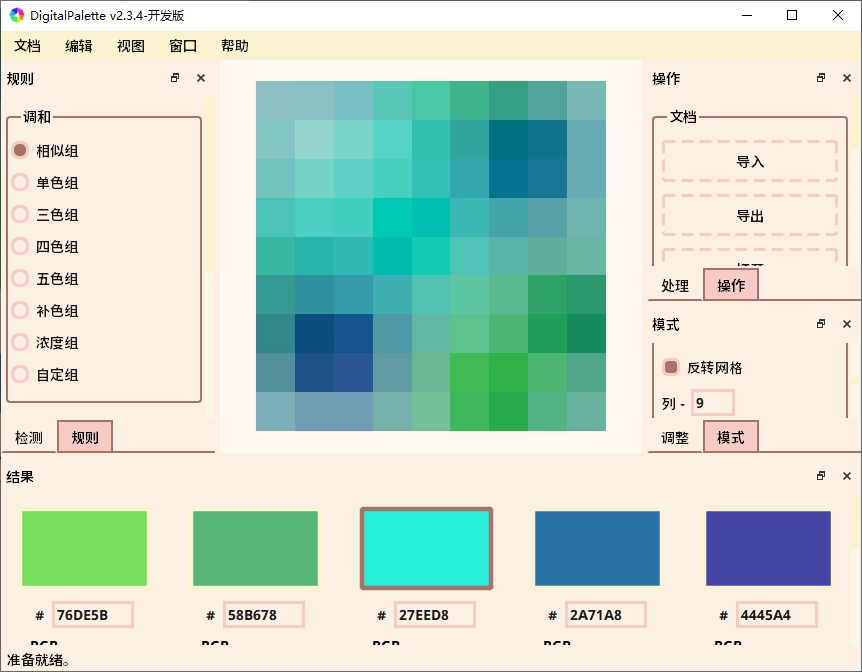 DigitalPalette v2.3.4-开发版
文档 编辑 视图 窗口 帮助
规则
调和
相似组
单色组
三色组
四色组
五色组
补色组
浓度组
自定组
检测 规则
操作
文档
导入
导出
打开
处理 操作
模式
反转网格
列 - 9
调整 模式
结果
# 76DE5B # 58B678 # 27EED8 # 2A71A8 # 4445A4
RGB RGB RGB RGB RGB
准备就绪。